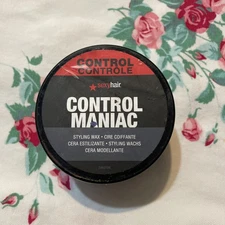 CONTROL
CONTRÔLE
sexyhair
CONTROL
MANIAC
STYLING WAX • CIRE COIFFANTE
CERA ESTILIZANTE • STYLING WACHS
CERA MODELLANTE